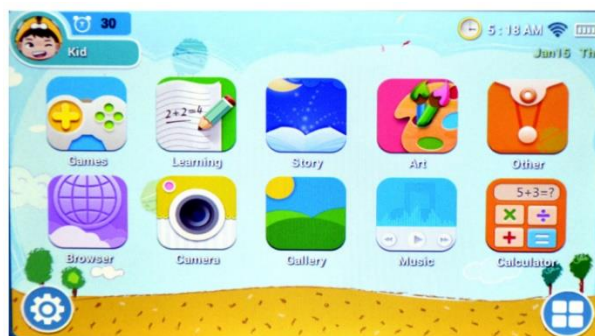 30
5:18 AM
Kid
Jan15 Th
2+2=4
Games
Learning
Story
Art
Other
5+3=?
Browser
Camera
Gallery
Music
Calculator